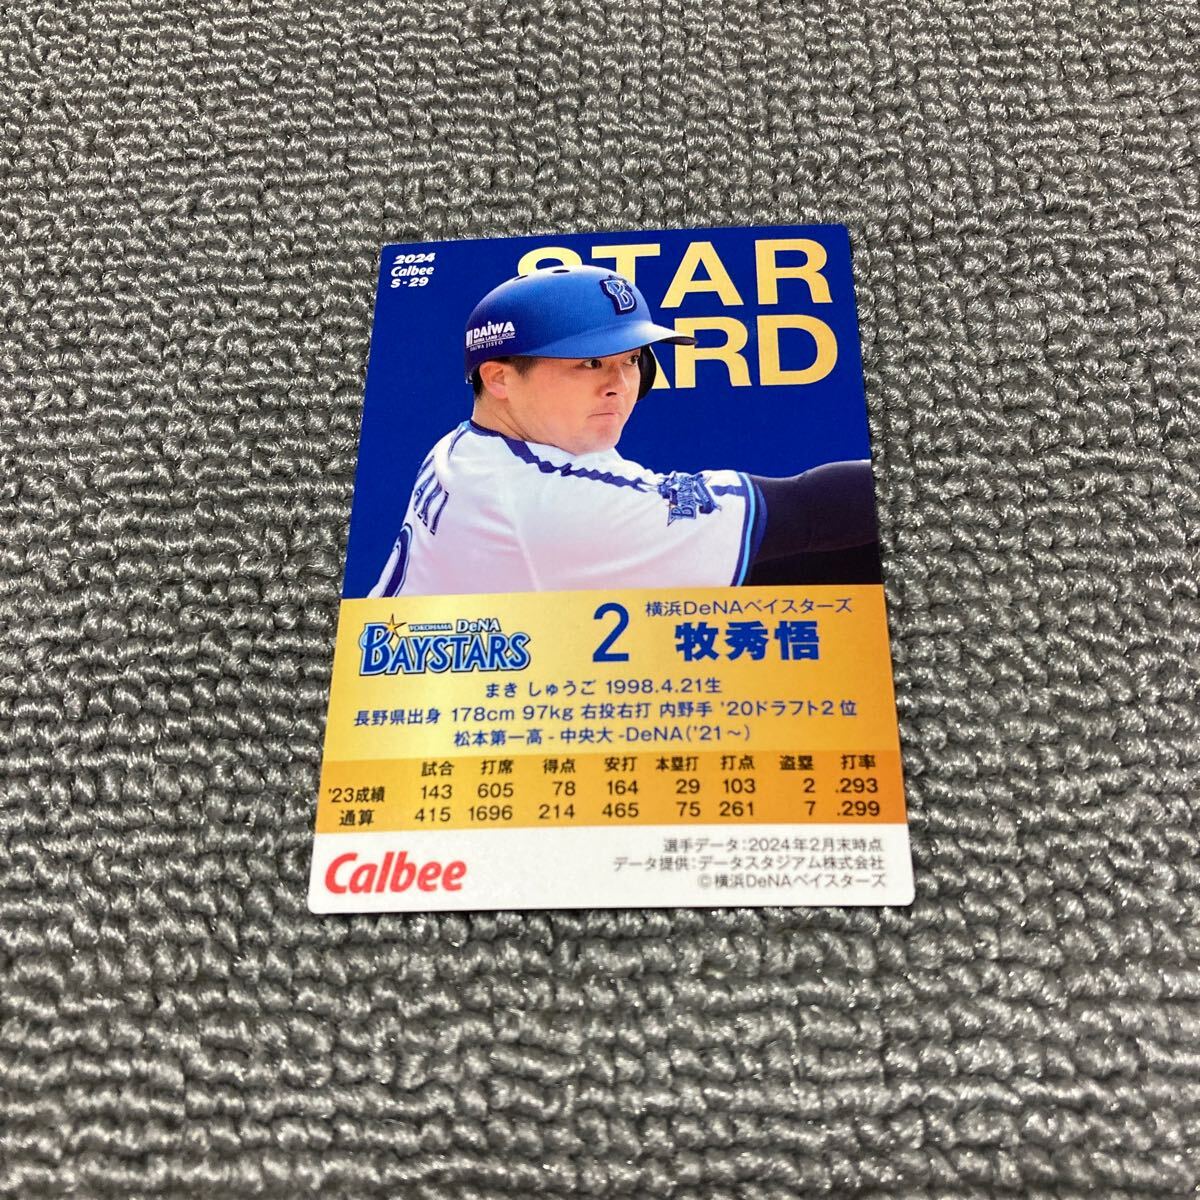 2024
Calbee
S-29
STAR
CARD
DAIWA
DAIWA LAND GROUP
DAIWA JISYO
B
BAYSTARS
YOKOHAMA DeNA
BAYSTARS
2
横浜DeNAベイスターズ
牧秀悟
まき しゅうご 1998.4.21生
長野県出身 178cm 97kg 右投右打 内野手 '20ドラフト2位
松本第一高-中央大-DeNA('21～)
試合 打席 得点 安打 本塁打 打点 盗塁 打率
'23成績 143 605 78 164 29 103 2 .293
通算 415 1696 214 465 75 261 7 .299
Calbee
選手データ:2024年2月末時点
データ提供:データスタジアム株式会社
©横浜DeNAベイスターズ